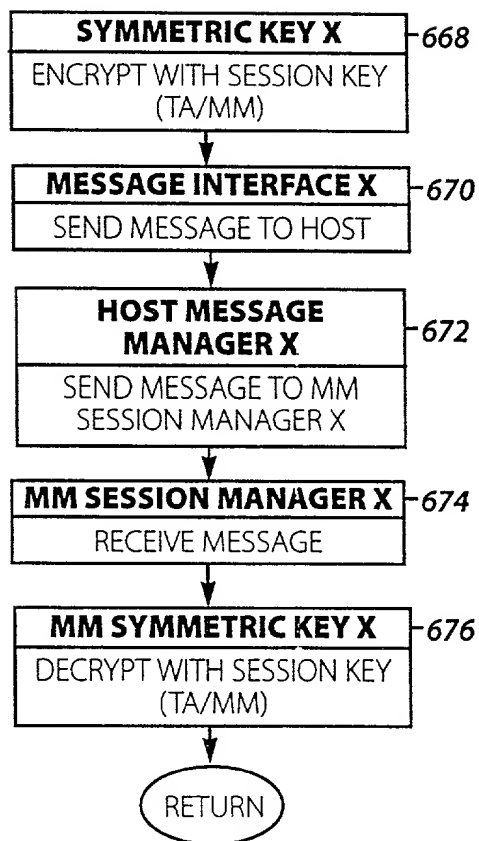 SYMMETRIC KEY X 668
ENCRYPT WITH SESSION KEY
(TA/MM)
MESSAGE INTERFACE X 670
SEND MESSAGE TO HOST
HOST MESSAGE
MANAGER X 672
SEND MESSAGE TO MM
SESSION MANAGER X
MM SESSION MANAGER X 674
RECEIVE MESSAGE
MM SYMMETRIC KEY X 676
DECRYPT WITH SESSION KEY
(TA/MM)
RETURN